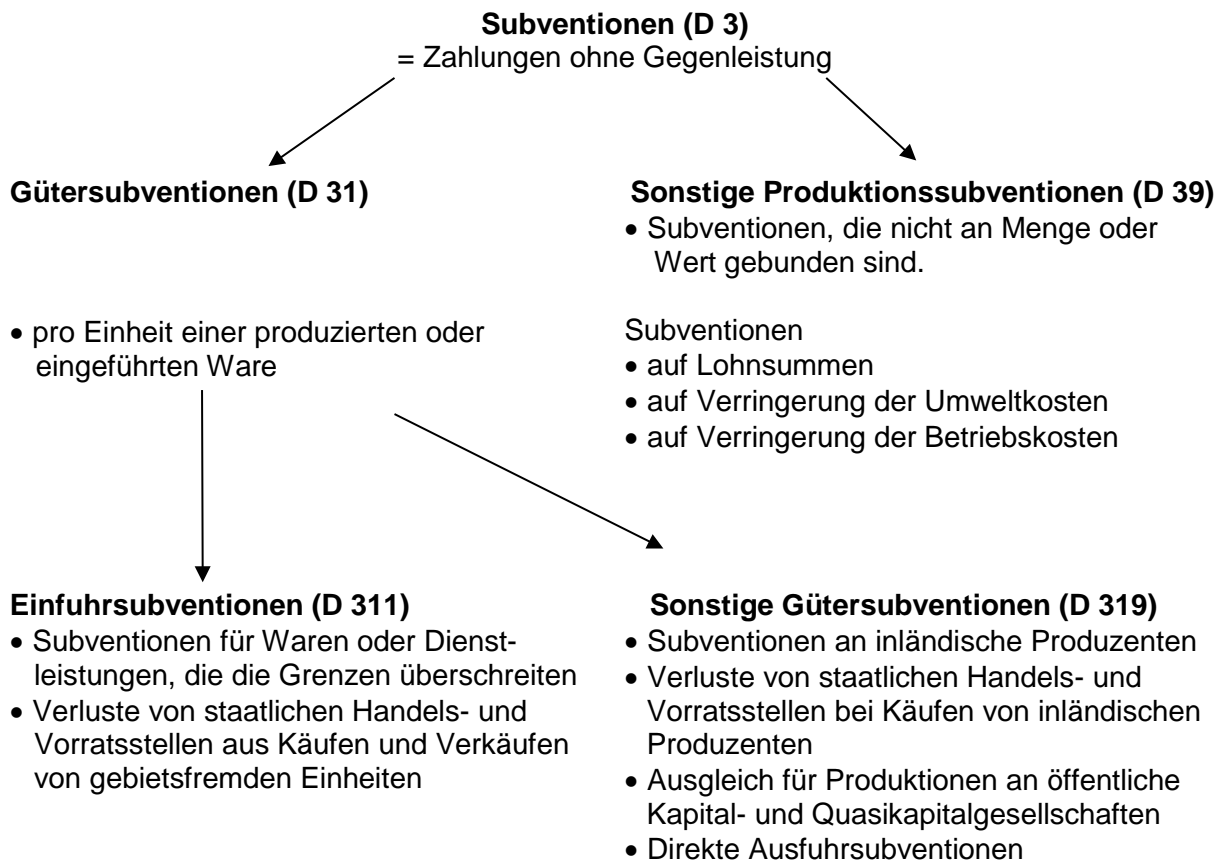 Subventionen (D 3)
= Zahlungen ohne Gegenleistung
Gütersubventionen (D 31)
• pro Einheit einer produzierten oder
eingeführten Ware
Sonstige Produktionssubventionen (D 39)
• Subventionen, die nicht an Menge oder
Wert gebunden sind.
Subventionen
• auf Lohnsummen
• auf Verringerung der Umweltkosten
• auf Verringerung der Betriebskosten
Einfuhrsubventionen (D 311)
• Subventionen für Waren oder Dienst-
leistungen, die die Grenzen überschreiten
• Verluste von staatlichen Handels- und
Vorratsstellen aus Käufen und Verkäufen
von gebietsfremden Einheiten
Sonstige Gütersubventionen (D 319)
• Subventionen an inländische Produzenten
• Verluste von staatlichen Handels- und
Vorratsstellen bei Käufen von inländischen
Produzenten
• Ausgleich für Produktionen an öffentliche
Kapital- und Quasikapitalgesellschaften
• Direkte Ausfuhrsubventionen